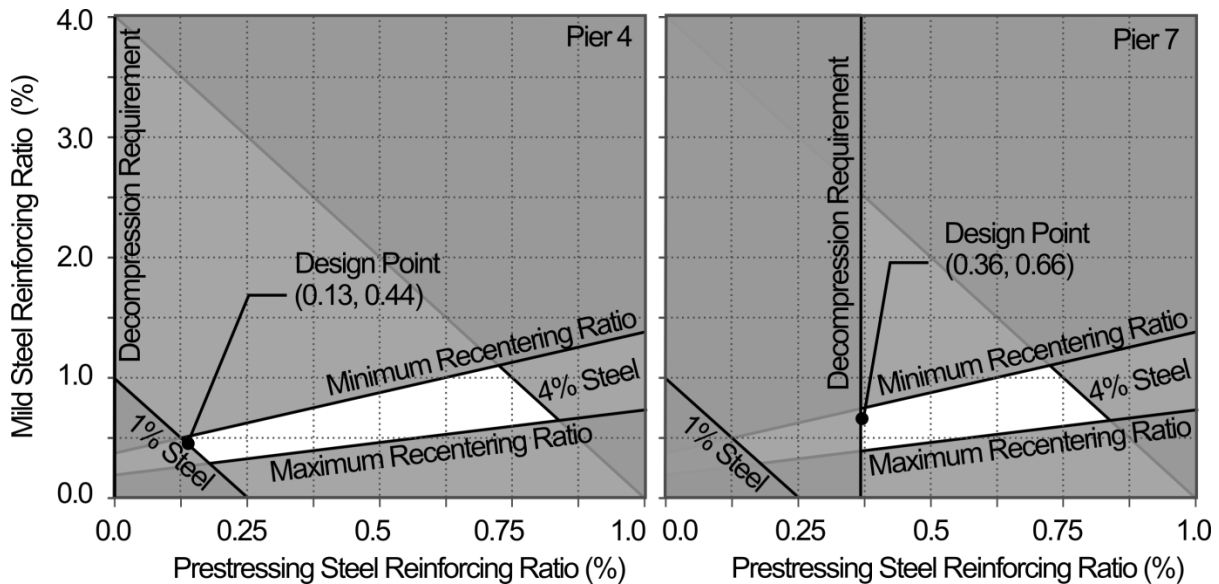 Mild Steel Reinforcing Ratio (%)
4.0
3.0
2.0
1.0
0.0
Pier 4
Decompression Requirement
Design Point
(0.13, 0.44)
Minimum Recentering Ratio
4% Steel
1% Steel
Maximum Recentering Ratio
0.0
0.25
0.5
0.75
1.0
Prestressing Steel Reinforcing Ratio (%)
Pier 7
Decompression Requirement
Design Point
(0.36, 0.66)
Minimum Recentering Ratio
4% Steel
1% Steel
Maximum Recentering Ratio
0.0
0.25
0.5
0.75
1.0
Prestressing Steel Reinforcing Ratio (%)